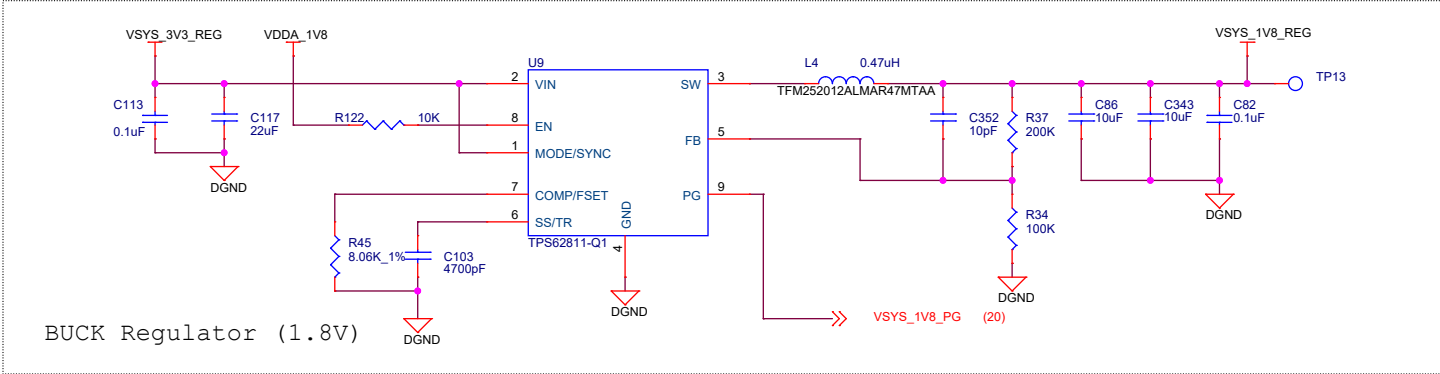 VSYS_3V3_REG
VDDA_1V8
VSYS_1V8_REG
U9
L4 0.47uH
TFM252012ALMAR47MTAA
TP13
2 VIN
SW 3
C113
0.1uF
C117
22uF
R122 10K
8 EN
1 MODE/SYNC
FB 5
C352
10pF
R37
200K
C86
10uF
C343
10uF
C82
0.1uF
DGND
7 COMP/FSET
PG 9
6 SS/TR
GND
4
TPS62811-Q1
R45
8.06K_1%
C103
4700pF
R34
100K
DGND
DGND
DGND
DGND
VSYS_1V8_PG (20)
BUCK Regulator (1.8V)